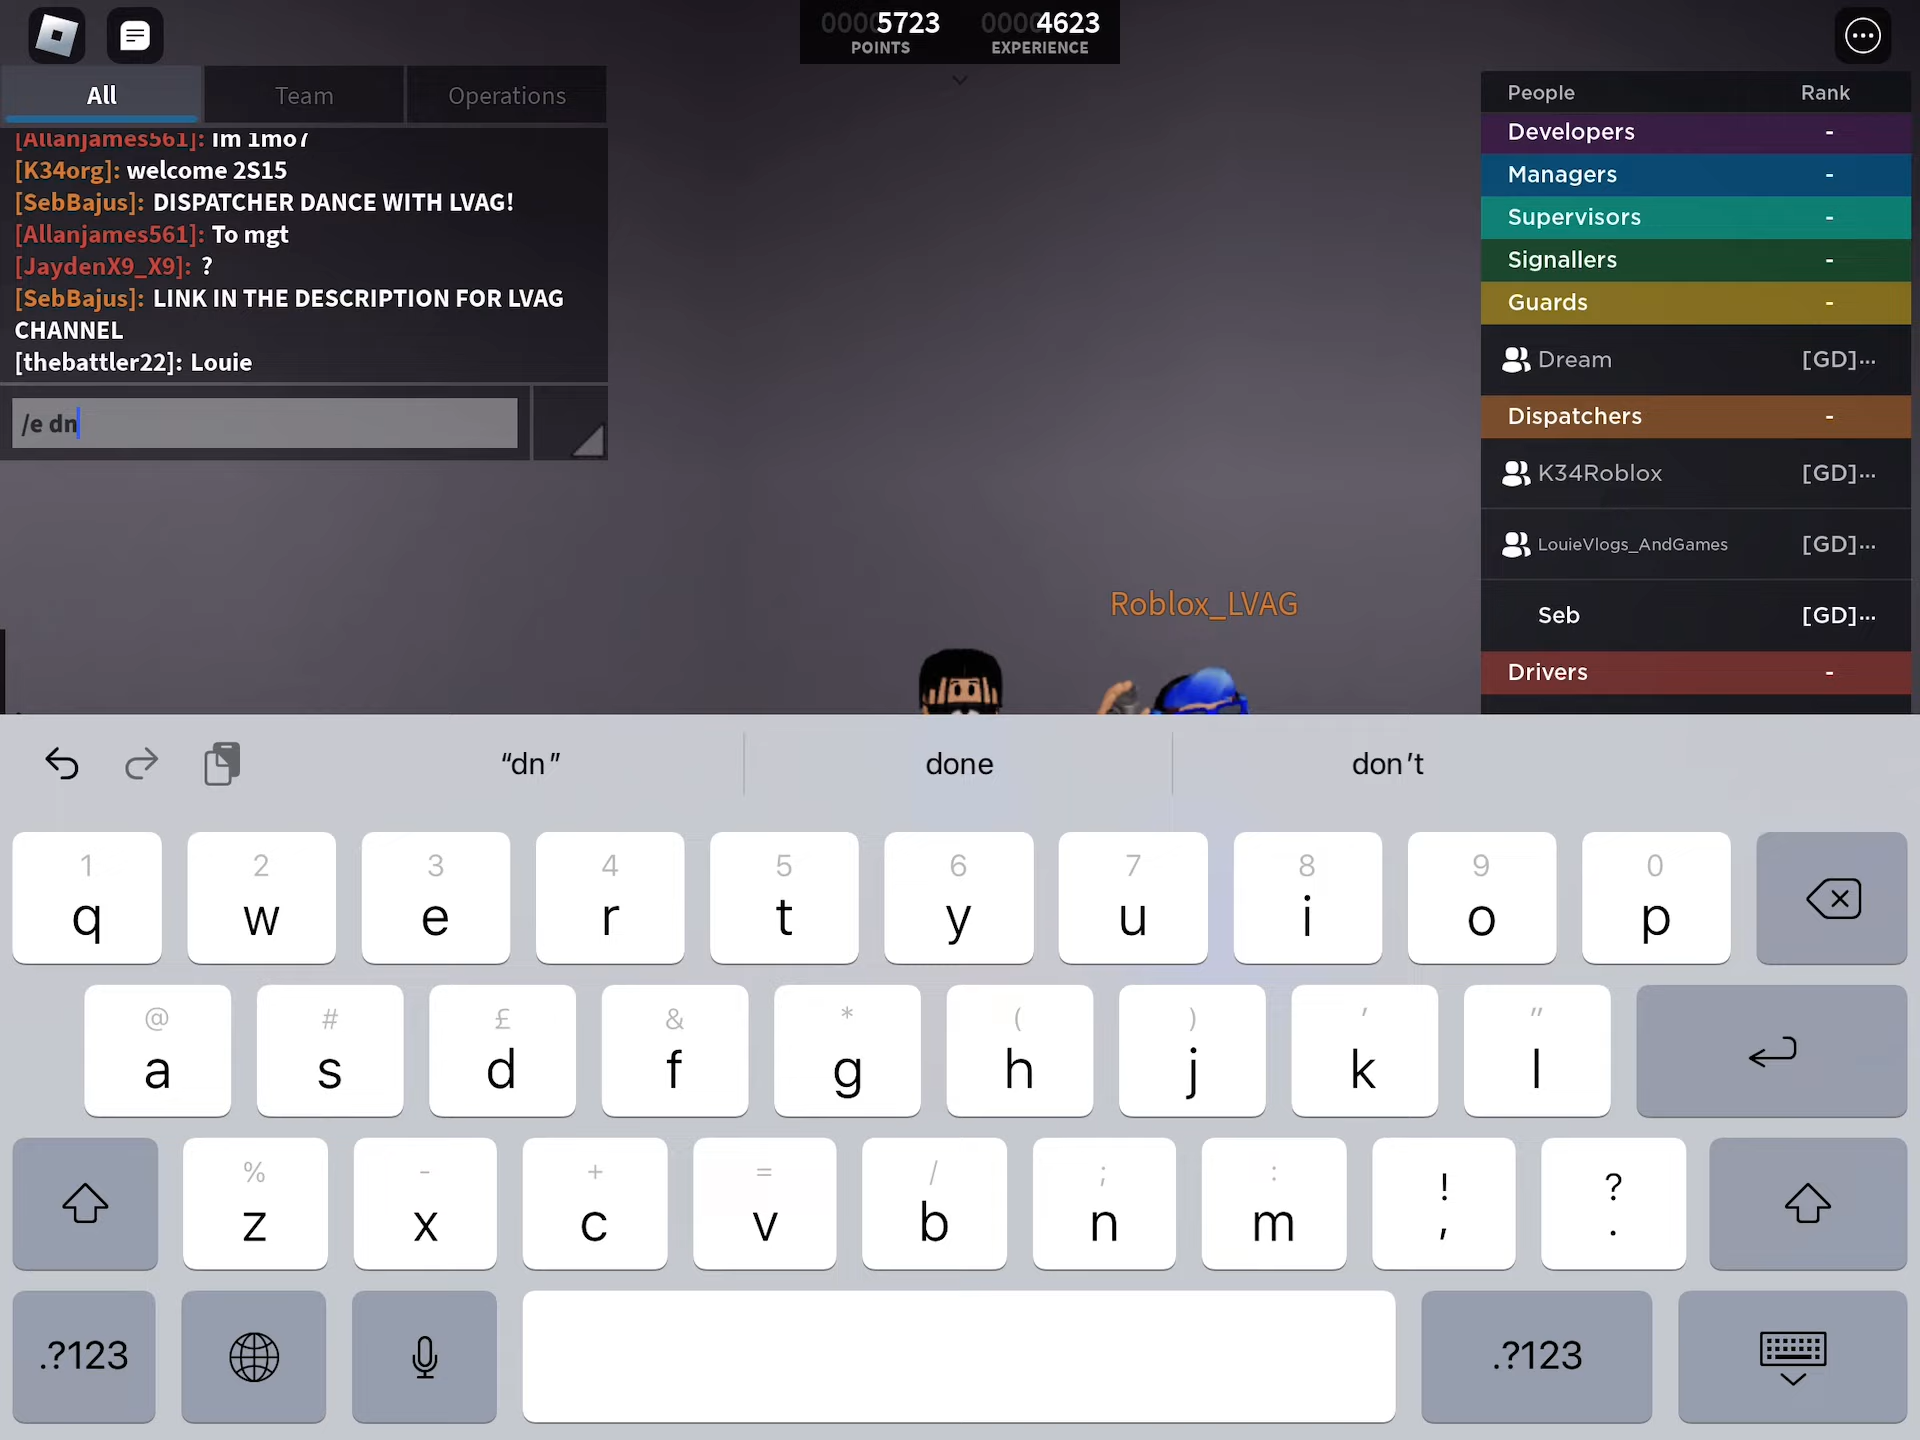 00005723
POINTS
00004623
EXPERIENCE
All
Team
Operations
[Allanjames561]: Im 1mo7
[K34org]: welcome 2S15
[SebBajus]: DISPATCHER DANCE WITH LVAG!
[Allanjames561]: To mgt
[JaydenX9_X9]: ?
[SebBajus]: LINK IN THE DESCRIPTION FOR LVAG
CHANNEL
[thebattler22]: Louie
/e dn
People Rank
Developers -
Managers -
Supervisors -
Signallers -
Guards -
Dream [GD]...
Dispatchers -
K34Roblox [GD]...
LouieVlogs_AndGames [GD]...
Seb [GD]...
Drivers -
Roblox_LVAG
“dn” done don't
1 2 3 4 5 6 7 8 9 0
q w e r t y u i o p
@ # £ & * ( ) ' "
a s d f g h j k l
% - + = / ; : ! ?
z x c v b n m , .
.?123 .?123